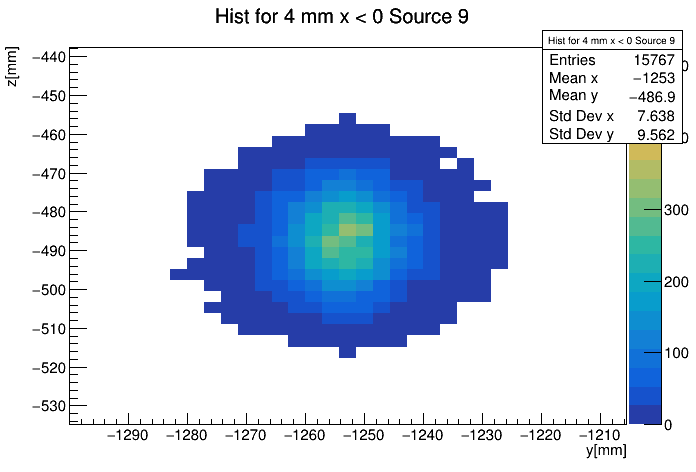 Hist for 4 mm x < 0 Source 9
z[mm]
−440
−450
−460
−470
−480
−490
−500
−510
−520
−530
−1290
−1280
−1270
−1260
−1250
−1240
−1230
−1220
−1210
y[mm]
Hist for 4 mm x < 0 Source 9
Entries 15767
Mean x −1253
Mean y −486.9
Std Dev x 7.638
Std Dev y 9.562
300
200
100
0